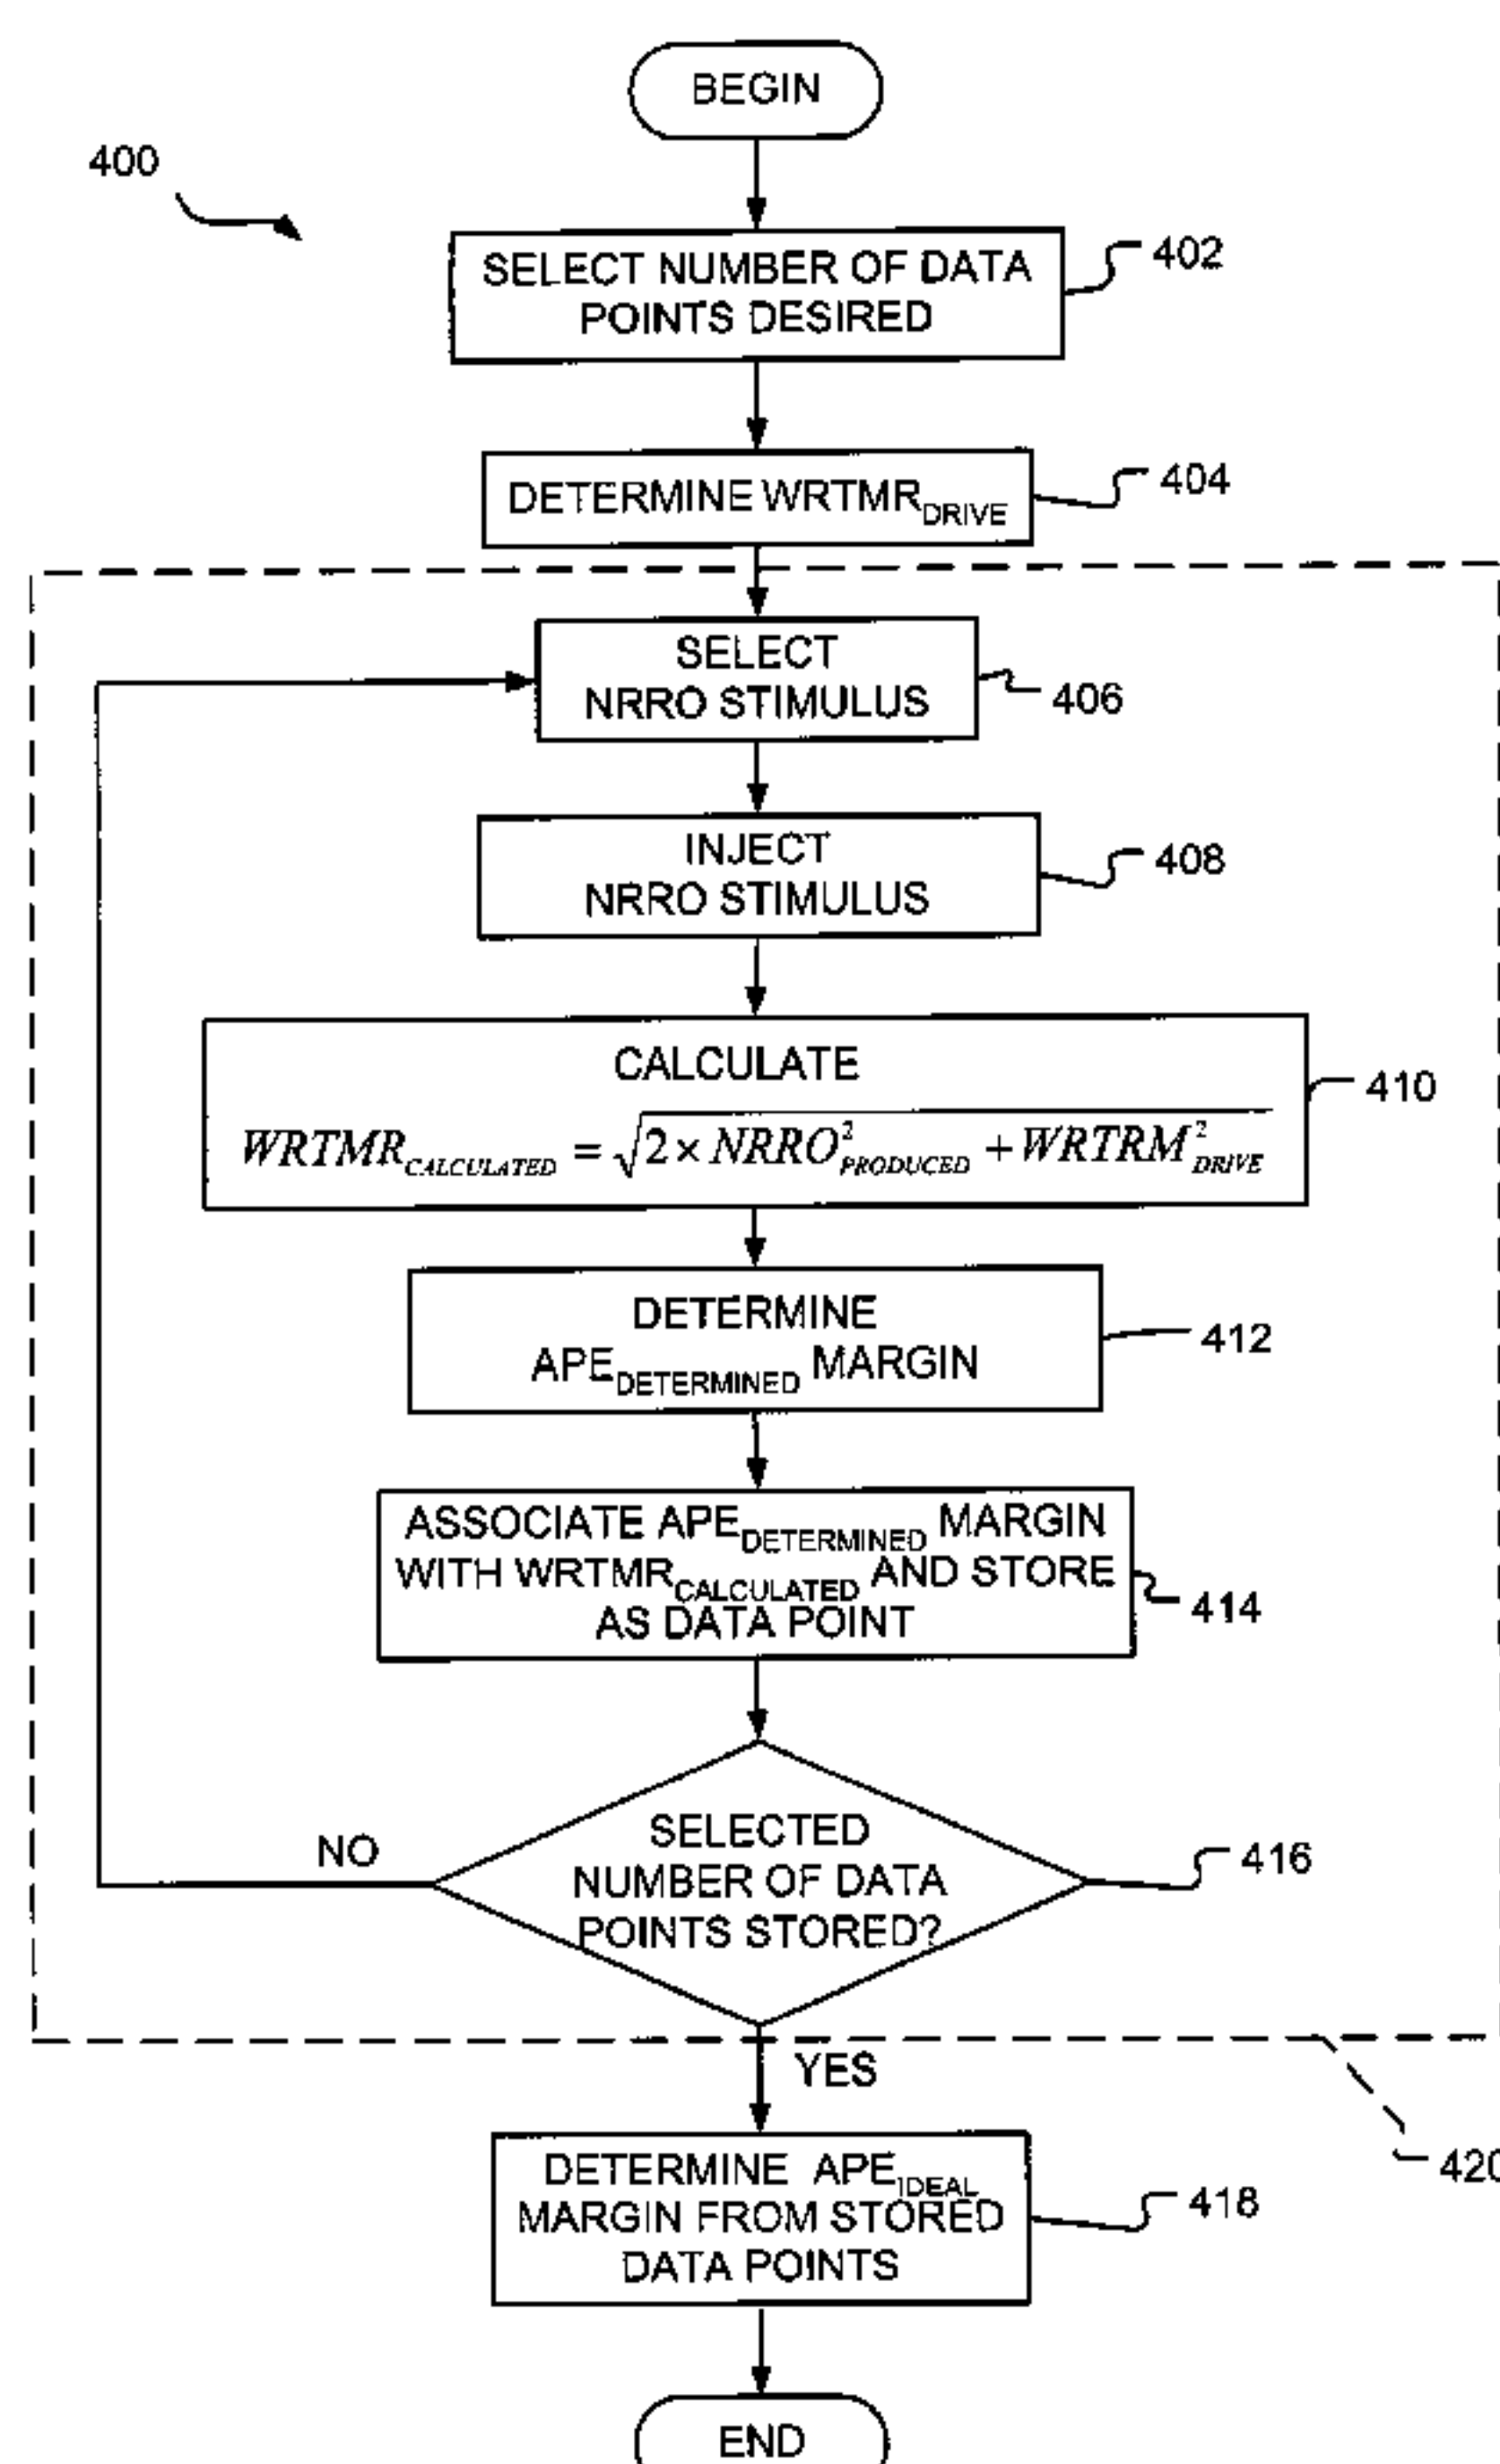 BEGIN
400
SELECT NUMBER OF DATA
POINTS DESIRED
402
DETERMINE WRTMR_DRIVE
404
SELECT
NRRO STIMULUS
406
INJECT
NRRO STIMULUS
408
CALCULATE
WRTMR_CALCULATED = √2 × NRRO²_PRODUCED + WRTRM²_DRIVE
410
DETERMINE
APE_DETERMINED MARGIN
412
ASSOCIATE APE_DETERMINED MARGIN
WITH WRTMR_CALCULATED AND STORE
AS DATA POINT
414
SELECTED
NUMBER OF DATA
POINTS STORED?
416
NO
YES
420
DETERMINE APE_IDEAL
MARGIN FROM STORED
DATA POINTS
418
END